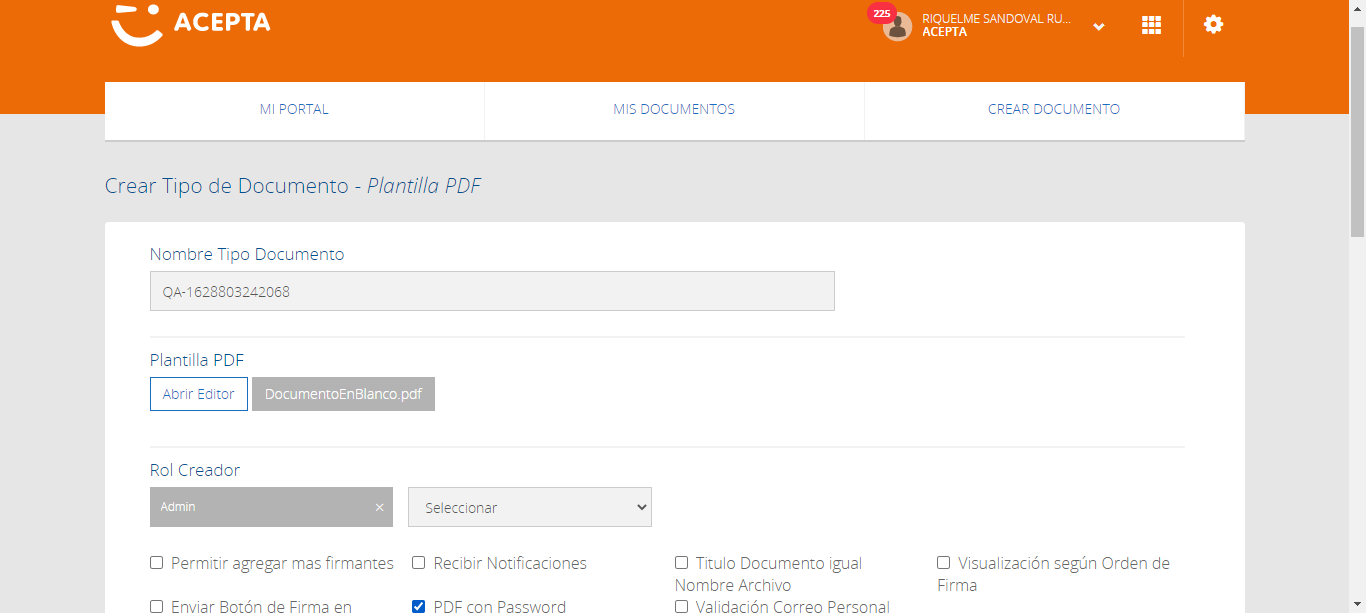 ACEPTA
225
RIQUELME SANDOVAL RU...
ACEPTA
MI PORTAL
MIS DOCUMENTOS
CREAR DOCUMENTO
Crear Tipo de Documento - Plantilla PDF
Nombre Tipo Documento
QA-1628803242068
Plantilla PDF
Abrir Editor
DocumentoEnBlanco.pdf
Rol Creador
Admin ×
Seleccionar
Permitir agregar mas firmantes
Recibir Notificaciones
Titulo Documento igual
Nombre Archivo
Visualización según Orden de
Firma
Enviar Botón de Firma en
PDF con Password
Validación Correo Personal